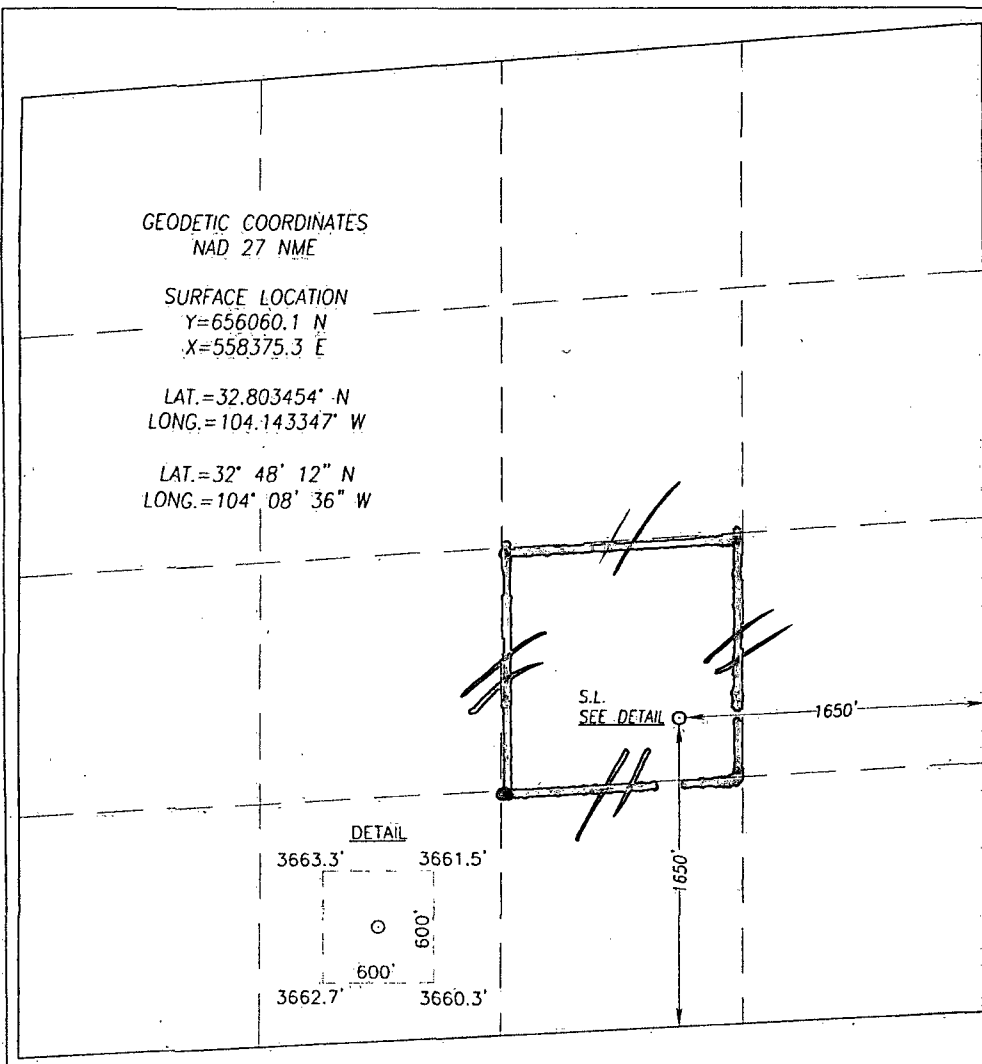 GEODETIC COORDINATES
NAD 27 NME
SURFACE LOCATION
Y=656060.1 N
X=558375.3 E
LAT.=32.803454° N
LONG.=104.143347° W
LAT.=32° 48' 12" N
LONG.=104° 08' 36" W
S.L.
SEE DETAIL
1650'
1650'
DETAIL
3663.3' 3661.5'
600'
600'
3662.7' 3660.3'